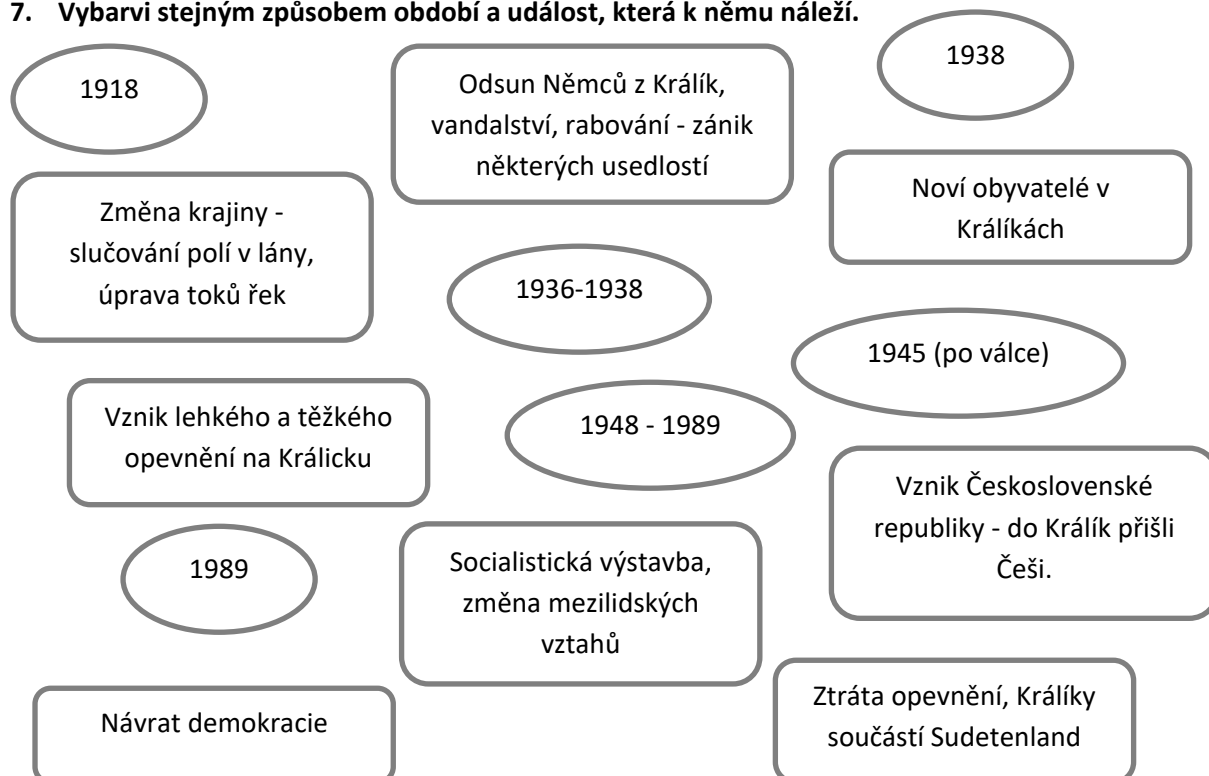 7. Vybarvi stejným způsobem období a událost, která k němu náleží.
1918
Odsun Němců z Králík,
vandalství, rabování - zánik
některých usedlostí
1938
Změna krajiny -
slučování polí v lány,
úprava toků řek
Noví obyvatelé v
Králíkách
1936-1938
1945 (po válce)
Vznik lehkého a těžkého
opevnění na Králicku
1948 - 1989
Vznik Československé
republiky - do Králík přišli
Češi.
1989
Socialistická výstavba,
změna mezilidských
vztahů
Návrat demokracie
Ztráta opevnění, Králíky
součástí Sudetenland